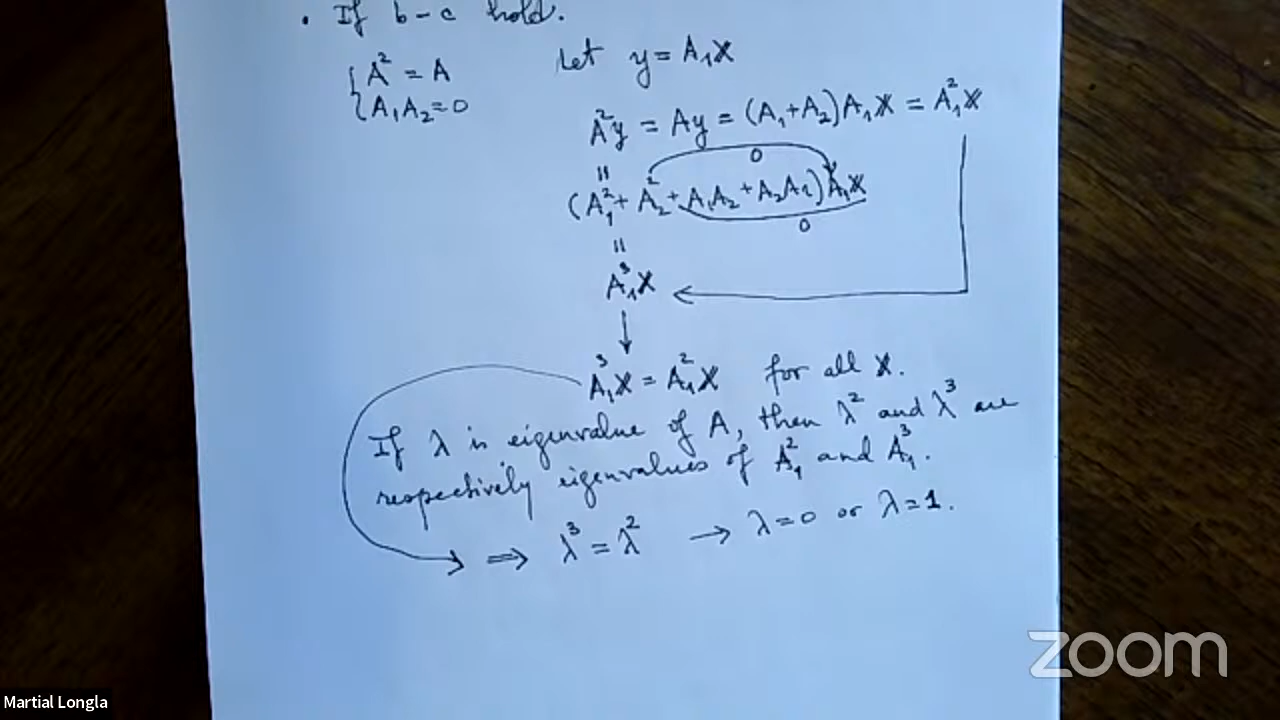 • If b-c hold.
{A² = A
{A₁A₂ = 0
Let y = A₁X
A²y = Ay = (A₁+A₂)A₁X = A₁²X
0
=
(A₁² + A₂² + A₁A₂ + A₂A₁)A₁X
0
=
A₁³X ←
↓
A₁³X = A₁²X for all X.
If λ is eigenvalue of A, then λ² and λ³ are
respectively eigenvalues of A₁² and A₁³.
⇒ λ³ = λ² → λ=0 or λ=1.
zoom
Martial Longla